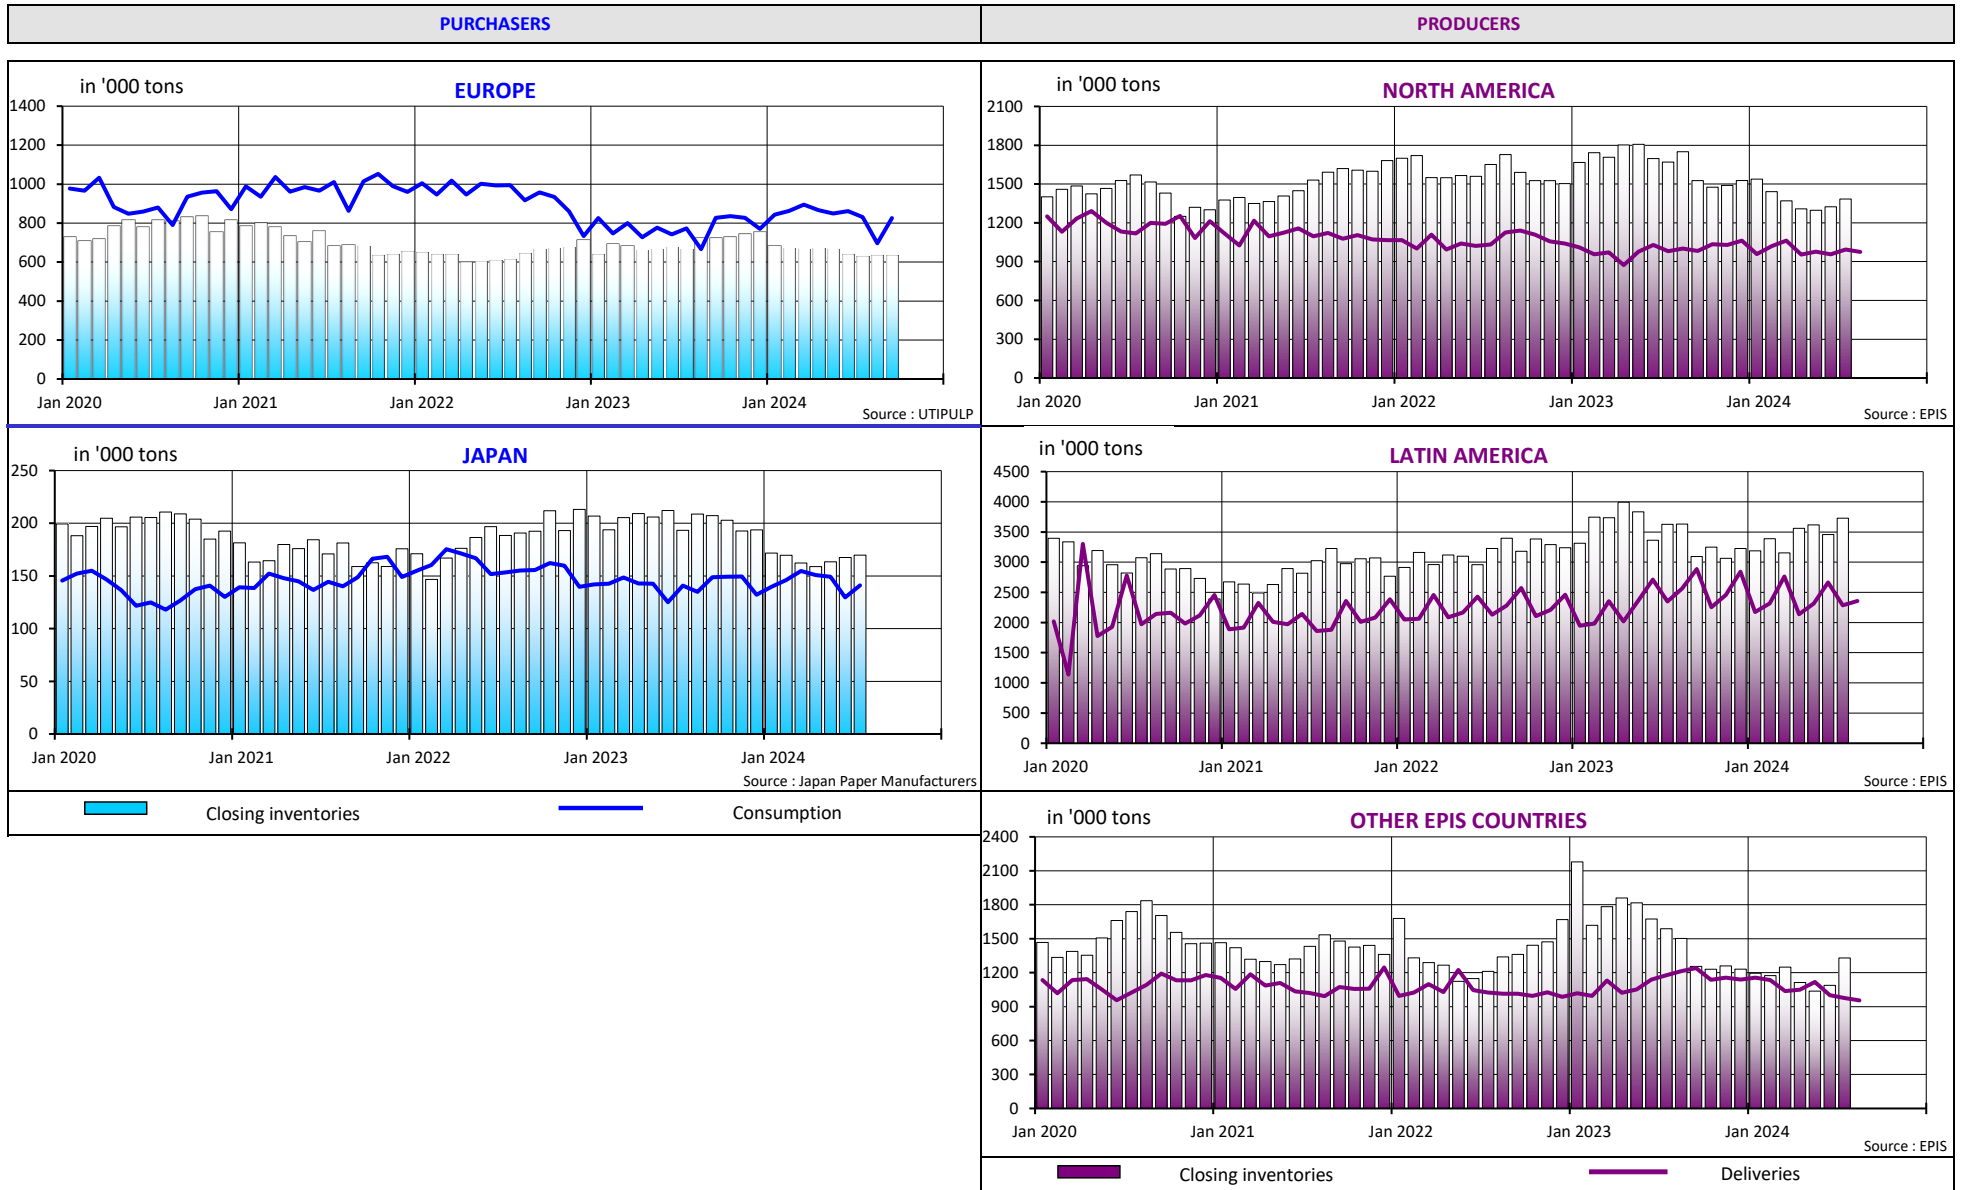 PURCHASERS
PRODUCERS
in '000 tons
EUROPE
1400
1200
1000
800
600
400
200
0
Jan 2020
Jan 2021
Jan 2022
Jan 2023
Jan 2024
Source : UTIPULP
in '000 tons
NORTH AMERICA
2100
1800
1500
1200
900
600
300
0
Jan 2020
Jan 2021
Jan 2022
Jan 2023
Jan 2024
Source : EPIS
in '000 tons
JAPAN
250
200
150
100
50
0
Jan 2020
Jan 2021
Jan 2022
Jan 2023
Jan 2024
Source : Japan Paper Manufacturers
Closing inventories
Consumption
in '000 tons
LATIN AMERICA
4500
4000
3500
3000
2500
2000
1500
1000
500
0
Jan 2020
Jan 2021
Jan 2022
Jan 2023
Jan 2024
Source : EPIS
in '000 tons
OTHER EPIS COUNTRIES
2400
2100
1800
1500
1200
900
600
300
0
Jan 2020
Jan 2021
Jan 2022
Jan 2023
Jan 2024
Source : EPIS
Closing inventories
Deliveries